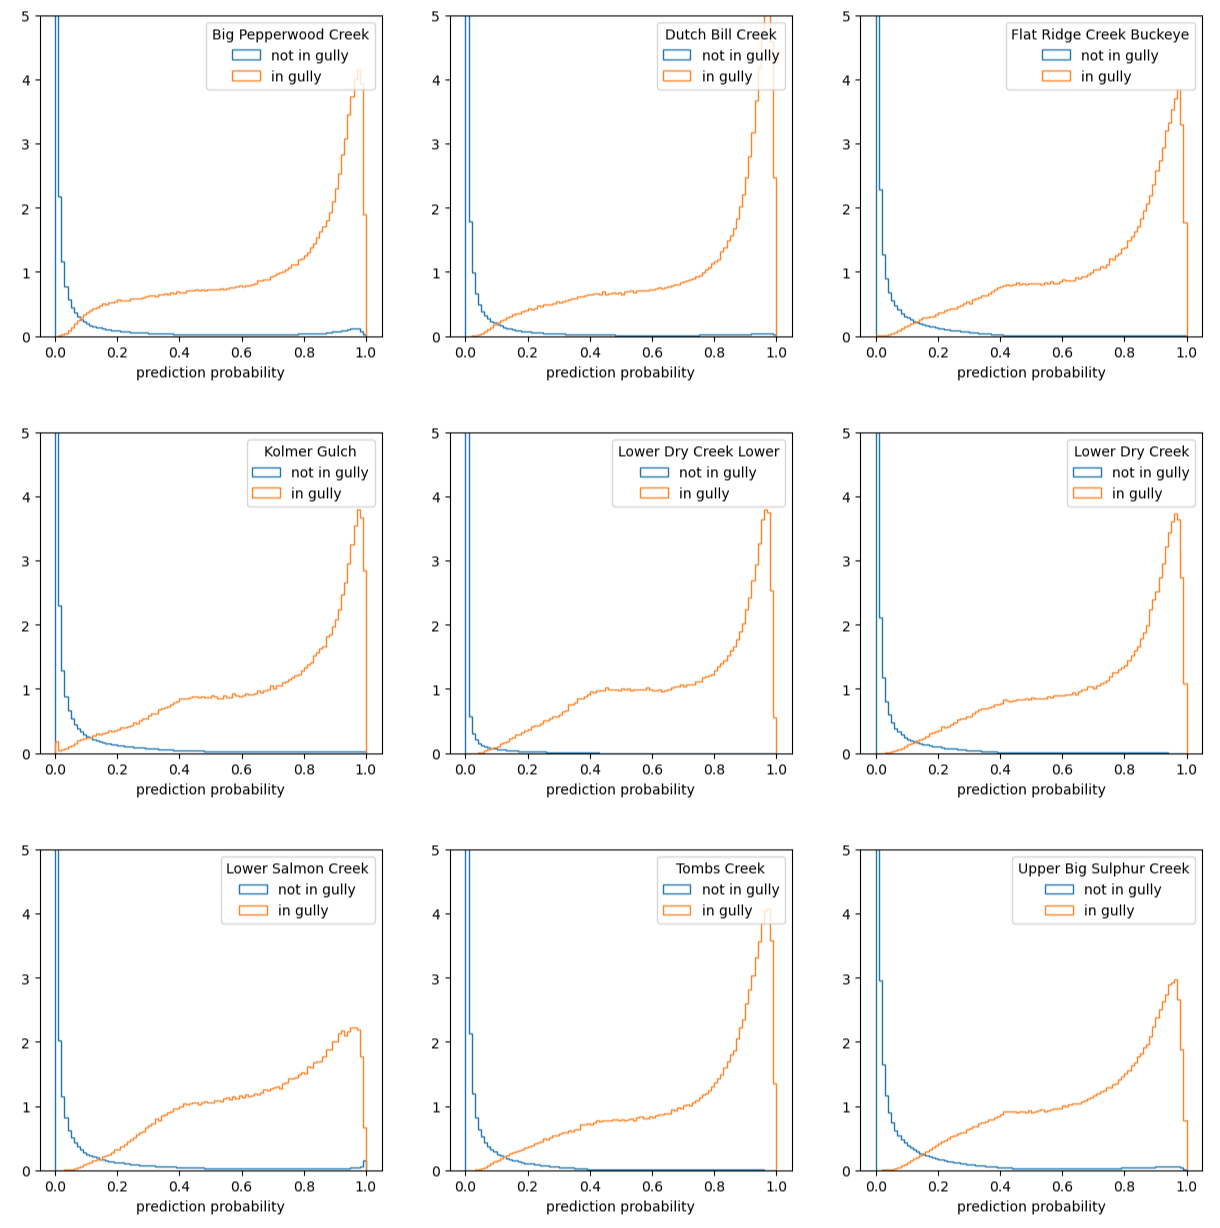 Big Pepperwood Creek
not in gully
in gully
5
4
3
2
1
0
0.0 0.2 0.4 0.6 0.8 1.0
prediction probability
Dutch Bill Creek
not in gully
in gully
5
4
3
2
1
0
0.0 0.2 0.4 0.6 0.8 1.0
prediction probability
Flat Ridge Creek Buckeye
not in gully
in gully
5
4
3
2
1
0
0.0 0.2 0.4 0.6 0.8 1.0
prediction probability
Kolmer Gulch
not in gully
in gully
5
4
3
2
1
0
0.0 0.2 0.4 0.6 0.8 1.0
prediction probability
Lower Dry Creek Lower
not in gully
in gully
5
4
3
2
1
0
0.0 0.2 0.4 0.6 0.8 1.0
prediction probability
Lower Dry Creek
not in gully
in gully
5
4
3
2
1
0
0.0 0.2 0.4 0.6 0.8 1.0
prediction probability
Lower Salmon Creek
not in gully
in gully
5
4
3
2
1
0
0.0 0.2 0.4 0.6 0.8 1.0
prediction probability
Tombs Creek
not in gully
in gully
5
4
3
2
1
0
0.0 0.2 0.4 0.6 0.8 1.0
prediction probability
Upper Big Sulphur Creek
not in gully
in gully
5
4
3
2
1
0
0.0 0.2 0.4 0.6 0.8 1.0
prediction probability